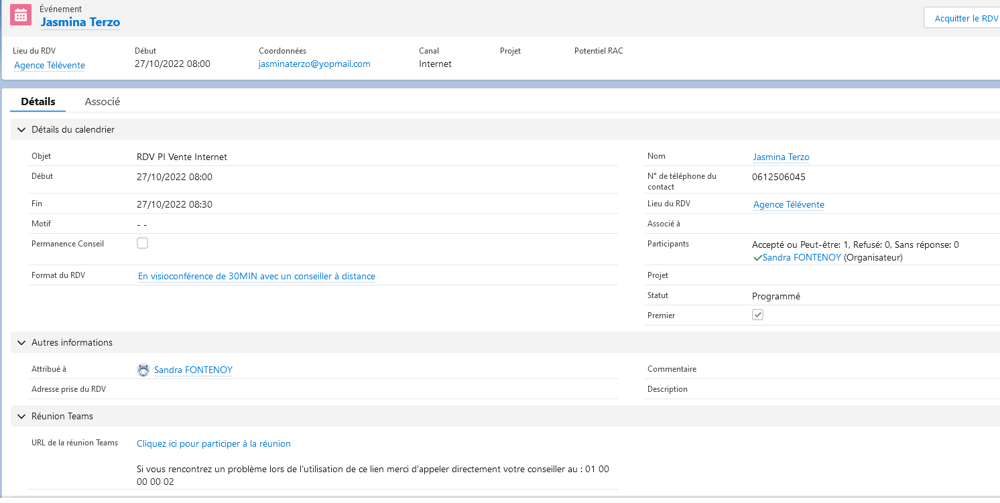 Événement
Jasmina Terzo
Acquitter le RDV
Lieu du RDV
Début
Coordonnées
Canal
Projet
Potentiel RAC
Agence Télévente
27/10/2022 08:00
jasminaterzo@yopmail.com
Internet
Détails
Associé
Détails du calendrier
Objet
RDV PI Vente Internet
Nom
Jasmina Terzo
Début
27/10/2022 08:00
N° de téléphone du
contact
0612506045
Fin
27/10/2022 08:30
Lieu du RDV
Agence Télévente
Motif
- -
Associé à
Permanence Conseil
Participants
Accepté ou Peut-être: 1, Refusé: 0, Sans réponse: 0
Sandra FONTENOY (Organisateur)
Format du RDV
En visioconférence de 30MIN avec un conseiller à distance
Projet
Statut
Programmé
Premier
Autres informations
Attribué à
Sandra FONTENOY
Commentaire
Adresse prise du RDV
Description
Réunion Teams
URL de la réunion Teams
Cliquez ici pour participer à la réunion
Si vous rencontrez un problème lors de l'utilisation de ce lien merci d'appeler directement votre conseiller au : 01 00
00 00 02